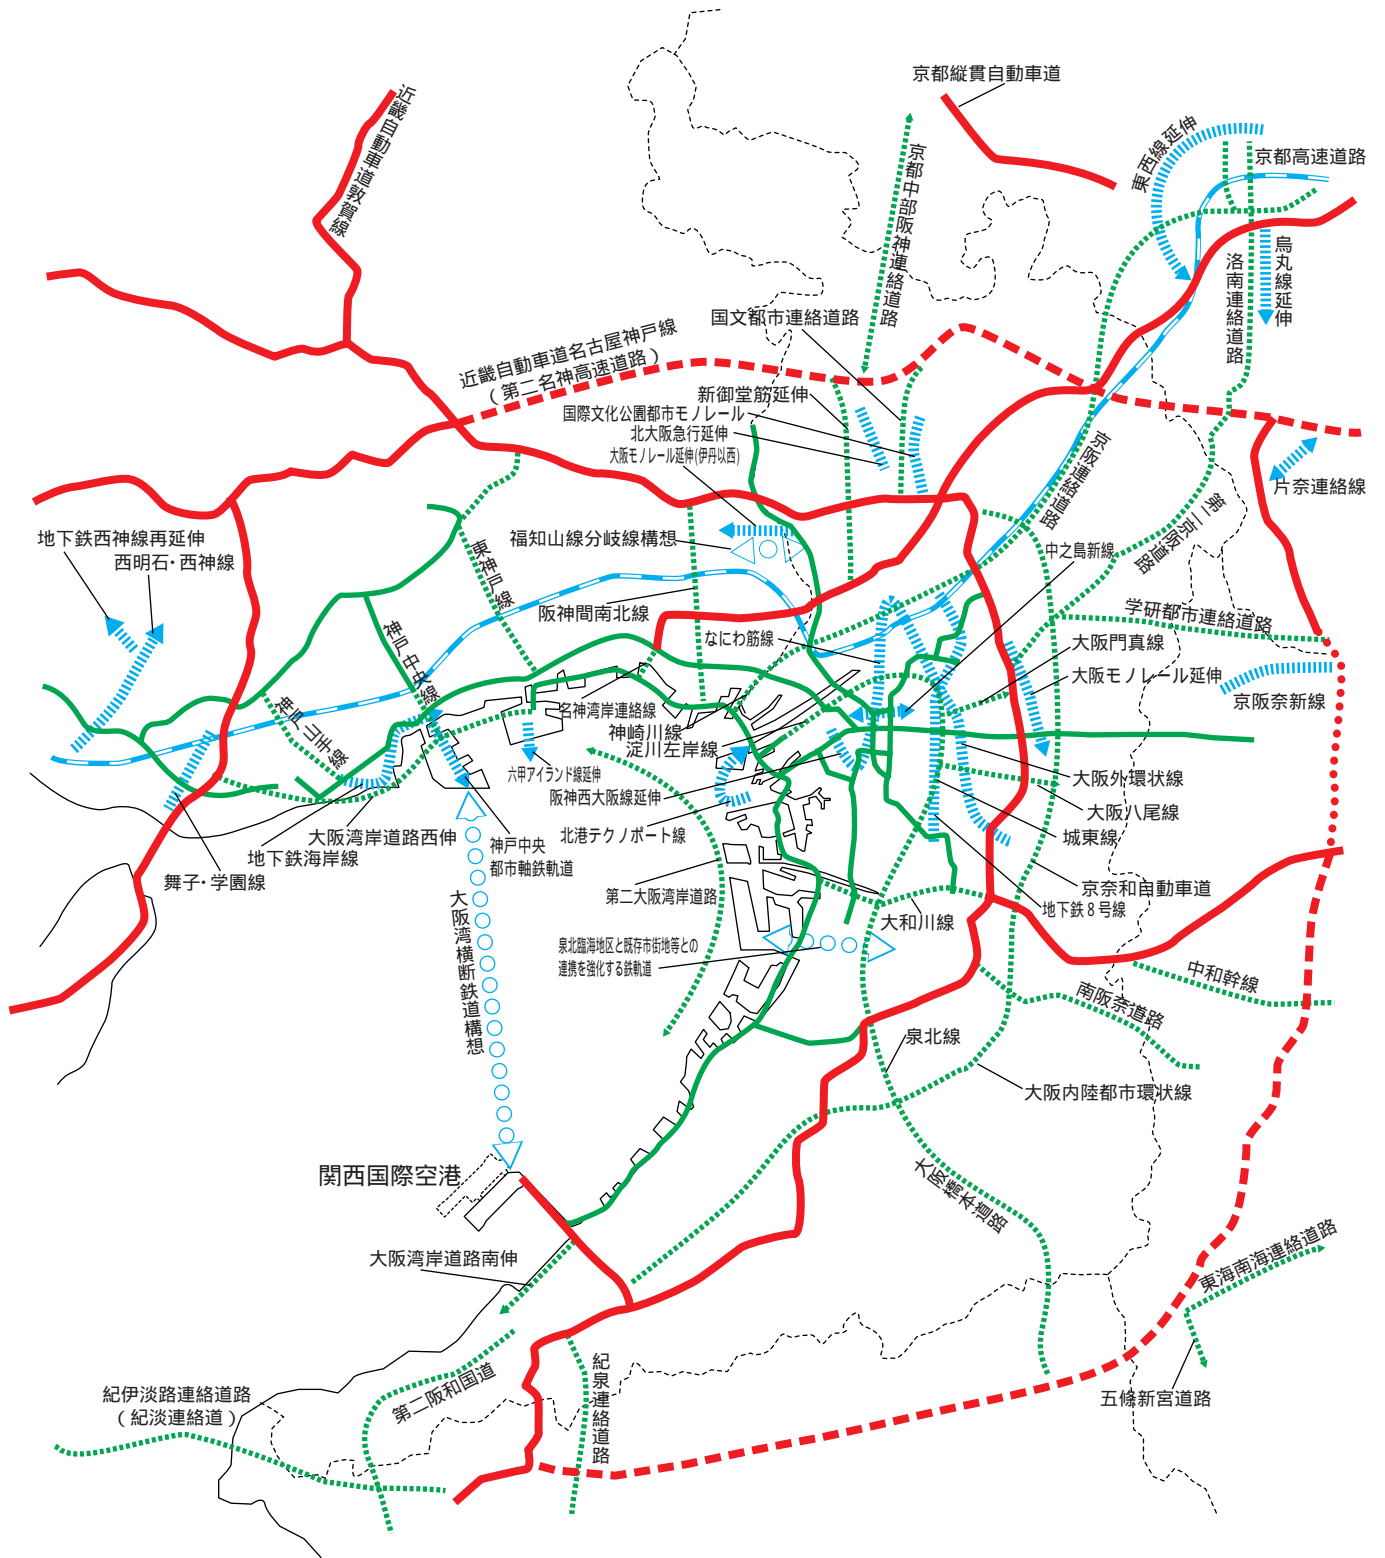 京都縦貫自動車道
近畿自動車道敦賀線
東西線延伸
京都高速道路
京都中部阪神連絡道路
烏丸線延伸
洛南連絡道路
国文都市連絡道路
近畿自動車道名古屋神戸線
(第二名神高速道路)
新御堂筋延伸
国際文化公園都市モノレール
北大阪急行延伸
大阪モノレール延伸(伊丹以西)
京阪連絡道路
片奈連絡線
第二京阪道路
地下鉄西神線再延伸
西明石・西神線
福知山線分岐線構想
東神戸線
中之島新線
阪神間南北線
学研都市連絡道路
なにわ筋線
神戸中央線
大阪門真線
大阪モノレール延伸
京阪奈新線
神戸山手線
名神湾岸連絡線
神崎川線
淀川左岸線
六甲アイランド線延伸
阪神西大阪線延伸
大阪外環状線
大阪八尾線
大阪湾岸道路西伸
地下鉄海岸線
神戸中央
都市軸鉄軌道
北港テクノポート線
城東線
舞子・学園線
第二大阪湾岸道路
京奈和自動車道
地下鉄8号線
大和川線
大阪湾横断鉄道構想
泉北臨海地区と既存市街地等との
連携を強化する鉄軌道
中和幹線
南阪奈道路
泉北線
大阪内陸都市環状線
関西国際空港
大阪橋本道路
大阪湾岸道路南伸
東海南海連絡道路
第二阪和国道
紀泉連絡道路
紀伊淡路連絡道路
(紀淡連絡道)
五條新宮道路